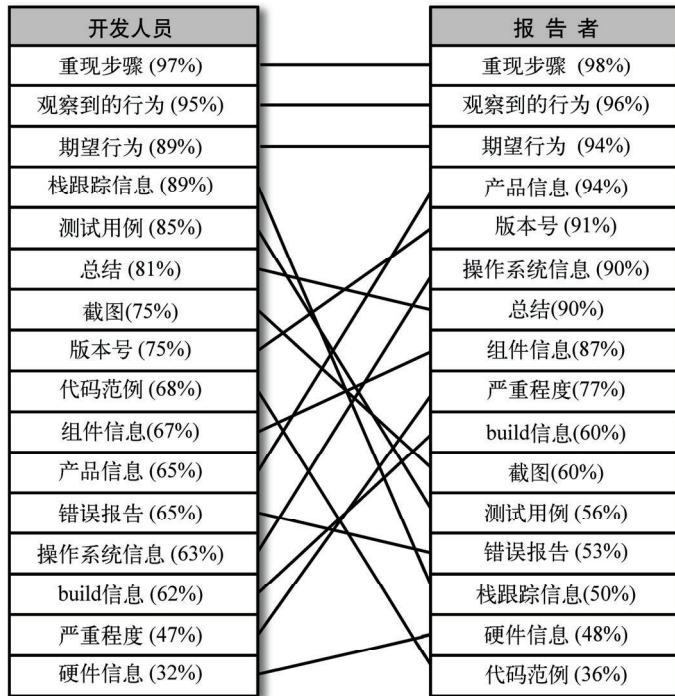 开发人员
重现步骤 (97%)
观察到的行为 (95%)
期望行为 (89%)
栈跟踪信息 (89%)
测试用例 (85%)
总结 (81%)
截图(75%)
版本号 (75%)
代码范例 (68%)
组件信息(67%)
产品信息 (65%)
错误报告 (65%)
操作系统信息 (63%)
build信息 (62%)
严重程度 (47%)
硬件信息 (32%)
报 告 者
重现步骤 (98%)
观察到的行为 (96%)
期望行为 (94%)
产品信息 (94%)
版本号 (91%)
操作系统信息 (90%)
总结(90%)
组件信息(87%)
严重程度(77%)
build信息(60%)
截图(60%)
测试用例 (56%)
错误报告 (53%)
栈跟踪信息(50%)
硬件信息 (48%)
代码范例 (36%)